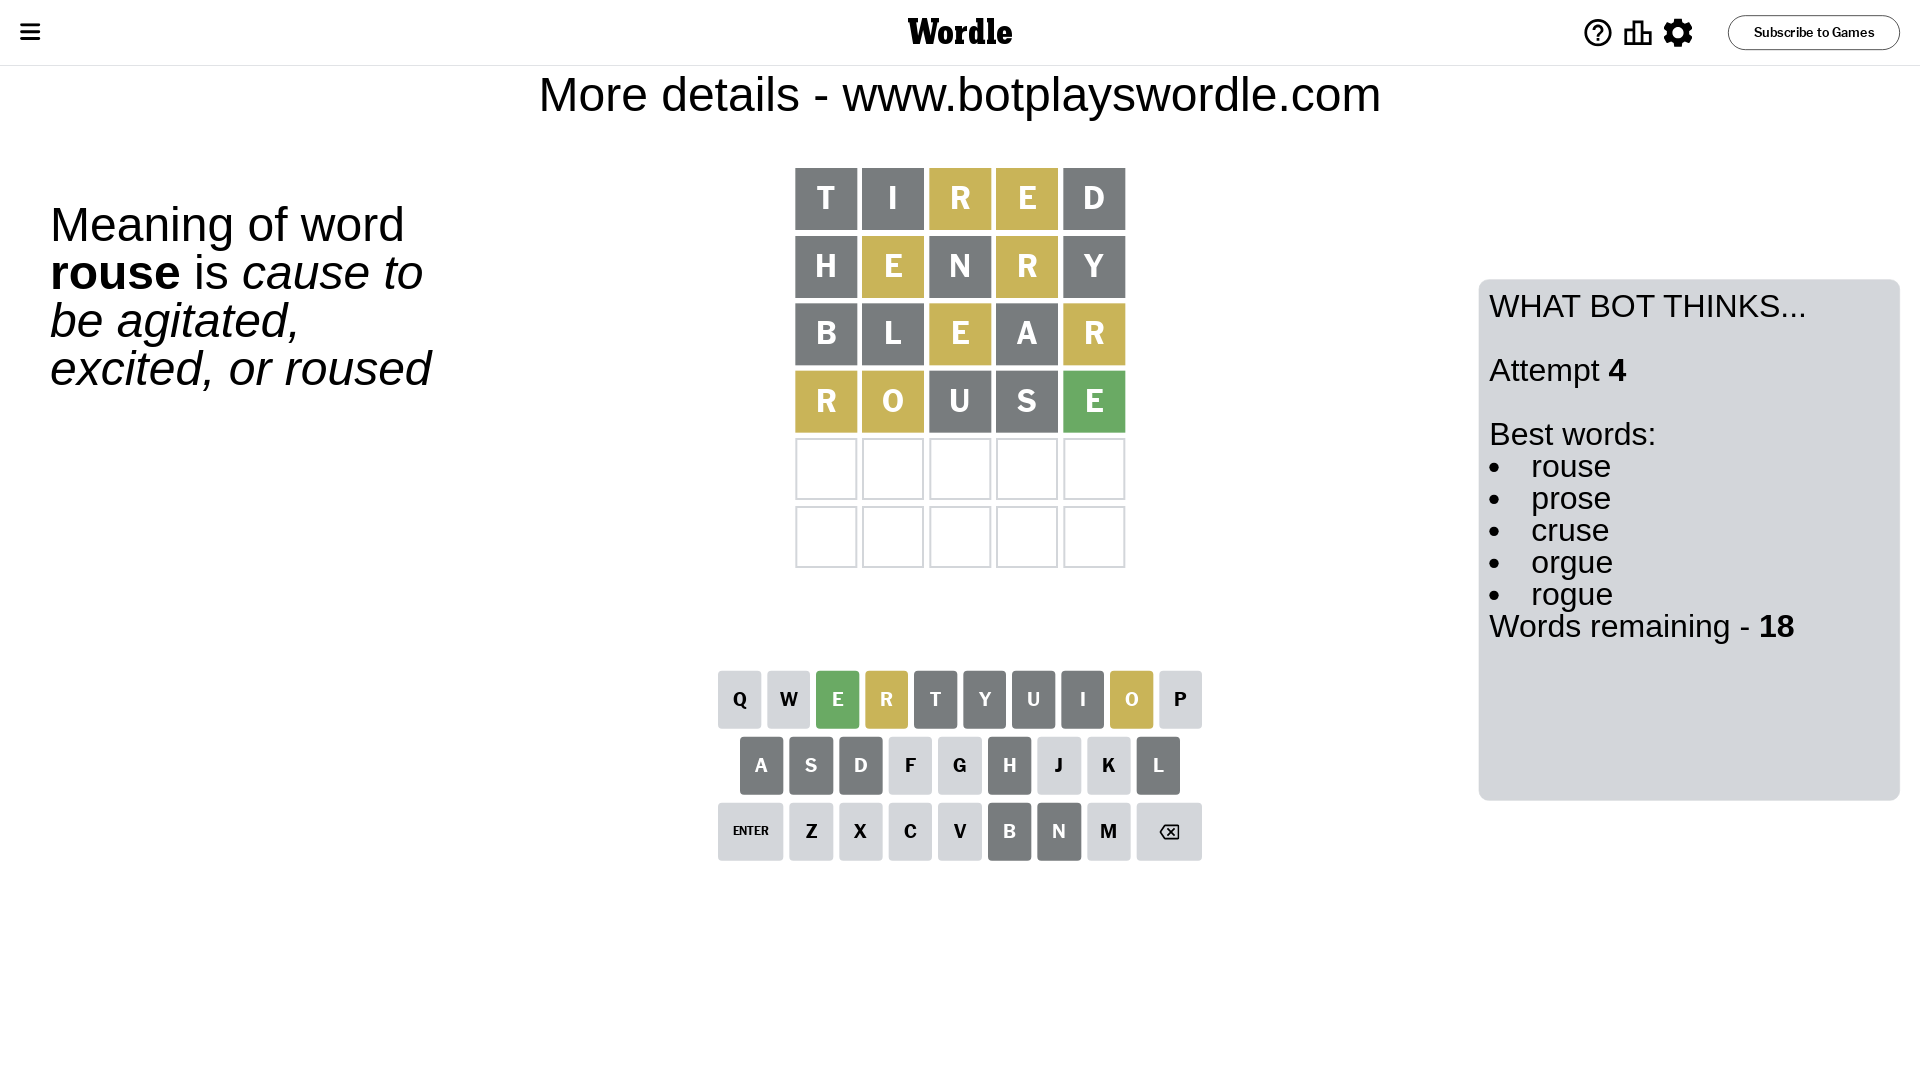 Wordle
Subscribe to Games
More details - www.botplayswordle.com
Meaning of word
rouse is cause to
be agitated,
excited, or roused
T I R E D
H E N R Y
B L E A R
R O U S E
WHAT BOT THINKS...
Attempt 4
Best words:
• rouse
• prose
• cruse
• orgue
• rogue
Words remaining - 18
Q W E R T Y U I O P
A S D F G H J K L
ENTER Z X C V B N M